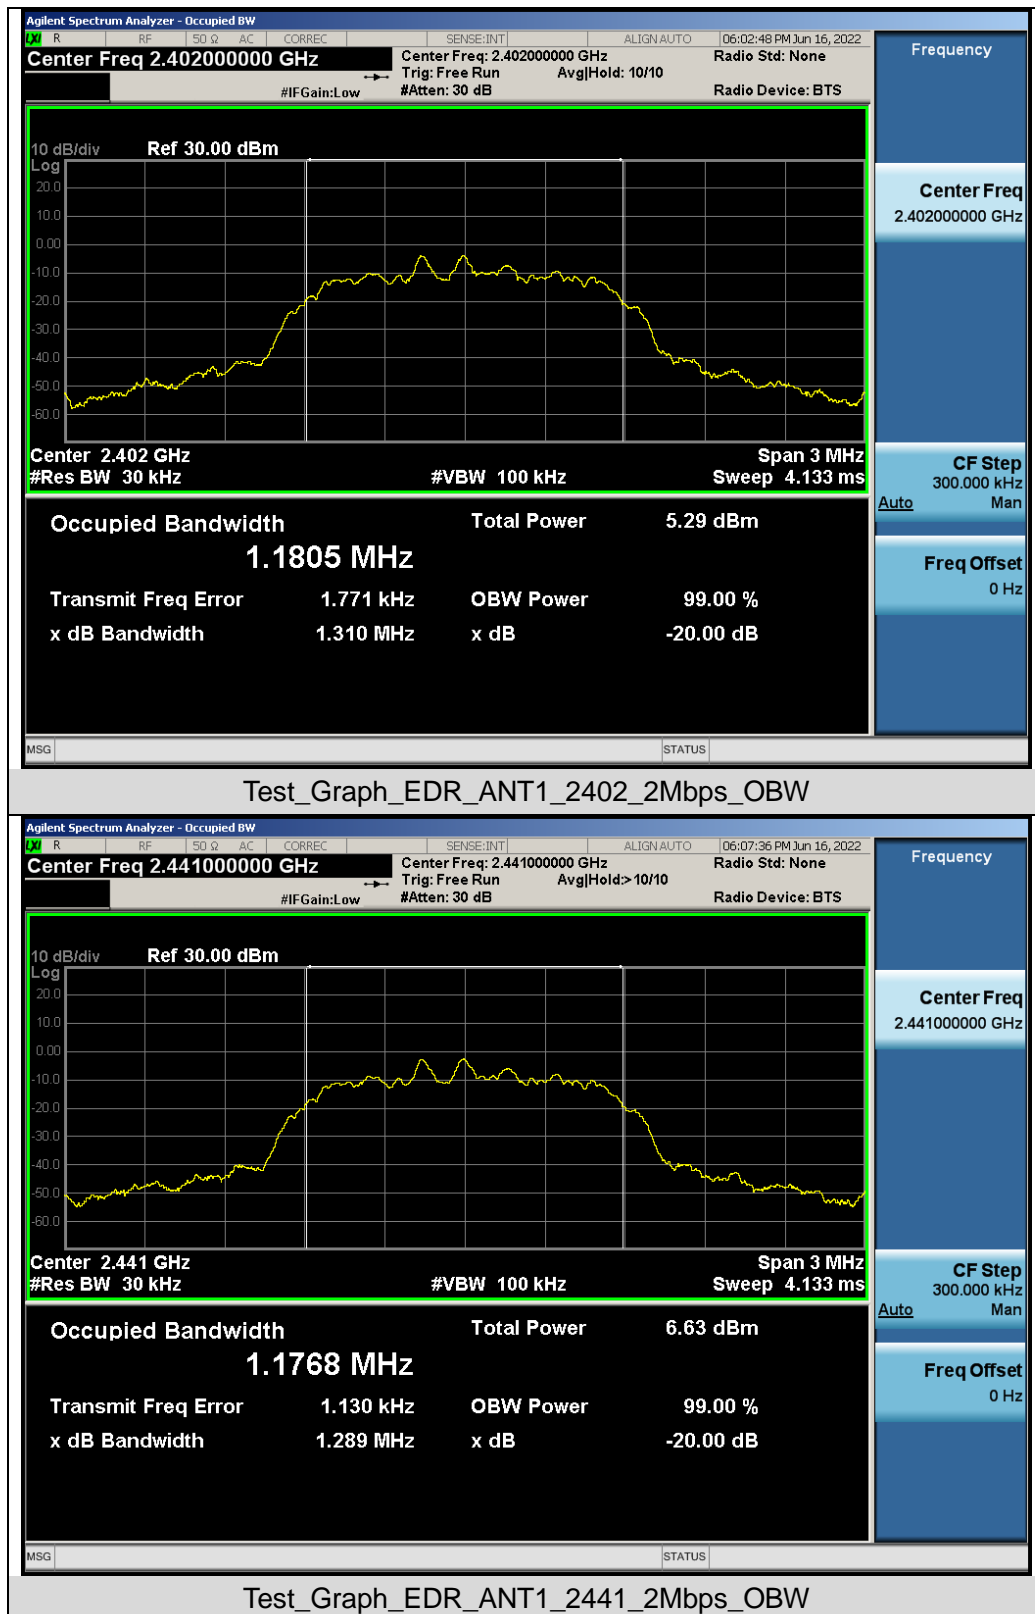 Agilent Spectrum Analyzer - Occupied BW
LXI R RF 50 Ω AC CORREC SENSE:INT ALIGN AUTO 06:02:48 PM Jun 16, 2022
Center Freq 2.402000000 GHz Center Freq: 2.402000000 GHz Radio Std: None Frequency
Trig: Free Run Avg|Hold: 10/10
#IFGain:Low #Atten: 30 dB Radio Device: BTS
10 dB/div Ref 30.00 dBm
Log
20.0
10.0
0.00
-10.0
-20.0
-30.0
-40.0
-50.0
-60.0
Center 2.402 GHz Span 3 MHz
#Res BW 30 kHz #VBW 100 kHz Sweep 4.133 ms
Center Freq
2.402000000 GHz
CF Step
300.000 kHz
Auto Man
Freq Offset
0 Hz
Occupied Bandwidth Total Power 5.29 dBm
1.1805 MHz
Transmit Freq Error 1.771 kHz OBW Power 99.00 %
x dB Bandwidth 1.310 MHz x dB -20.00 dB
MSG STATUS
Test_Graph_EDR_ANT1_2402_2Mbps_OBW
Agilent Spectrum Analyzer - Occupied BW
LXI R RF 50 Ω AC CORREC SENSE:INT ALIGN AUTO 06:07:36 PM Jun 16, 2022
Center Freq 2.441000000 GHz Center Freq: 2.441000000 GHz Radio Std: None Frequency
Trig: Free Run Avg|Hold:>10/10
#IFGain:Low #Atten: 30 dB Radio Device: BTS
10 dB/div Ref 30.00 dBm
Log
20.0
10.0
0.00
-10.0
-20.0
-30.0
-40.0
-50.0
-60.0
Center 2.441 GHz Span 3 MHz
#Res BW 30 kHz #VBW 100 kHz Sweep 4.133 ms
Center Freq
2.441000000 GHz
CF Step
300.000 kHz
Auto Man
Freq Offset
0 Hz
Occupied Bandwidth Total Power 6.63 dBm
1.1768 MHz
Transmit Freq Error 1.130 kHz OBW Power 99.00 %
x dB Bandwidth 1.289 MHz x dB -20.00 dB
MSG STATUS
Test_Graph_EDR_ANT1_2441_2Mbps_OBW